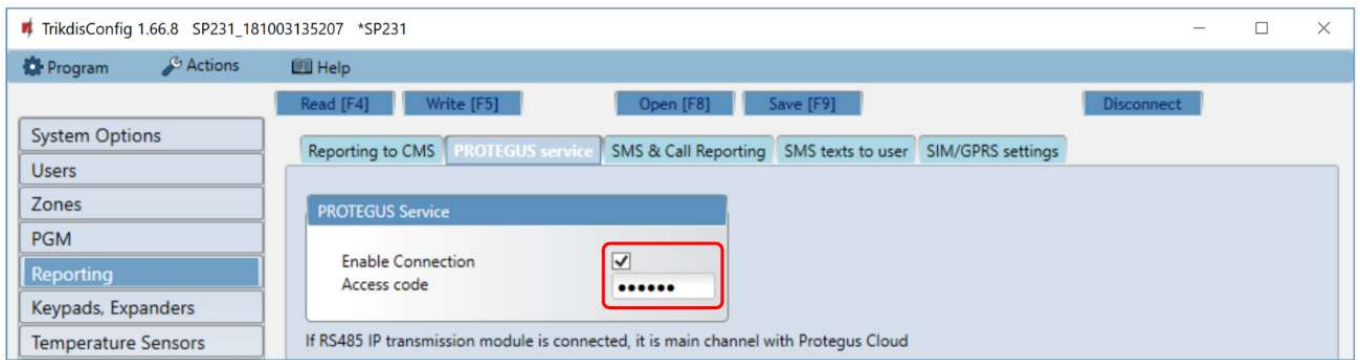 TrikdisConfig 1.66.8 SP231_181003135207 *SP231
Program Actions Help
Read [F4] Write [F5] Open [F8] Save [F9] Disconnect
System Options
Users
Zones
PGM
Reporting
Keypads, Expanders
Temperature Sensors
Reporting to CMS PROTEGUS service SMS & Call Reporting SMS texts to user SIM/GPRS settings
PROTEGUS Service
Enable Connection
Access code ••••••
If RS485 IP transmission module is connected, it is main channel with Protegus Cloud